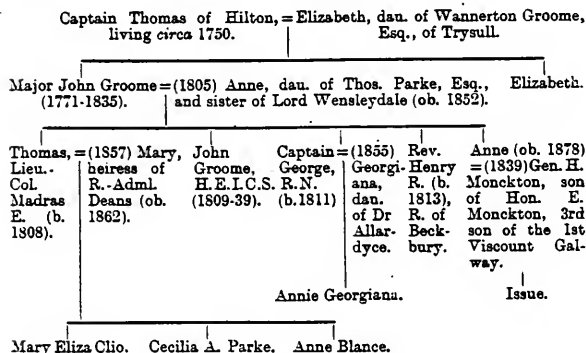 Captain Thomas of Hilton, = Elizabeth, dau. of Wannerton Groome,
living circa 1750. Esq., of Trysull.
Major John Groome = (1805) Anne, dau. of Thos. Parke, Esq., Elizabeth.
(1771-1835). and sister of Lord Wensleydale (ob. 1852).
Thomas, = (1857) Mary,
Lieu.- heiress of
Col. R.-Adml.
Madras Deans (ob.
E. (b. 1862).
1808).
John
Groome,
H.E.I.C.S.
(1809-39).
Captain = (1855)
George, Georgi-
R.N. ana,
(b.1811) dau.
of Dr
Allar-
dyce.
Rev.
Henry
R. (b.
1813),
R. of
Beck-
bury.
Anne (ob. 1878)
= (1839) Gen. H.
Monckton, son
of Hon. E.
Monckton, 3rd
son of the 1st
Viscount Gal-
way.
Annie Georgiana. Issue.
Mary Eliza Clio. Cecilia A. Parke. Anne Blance.